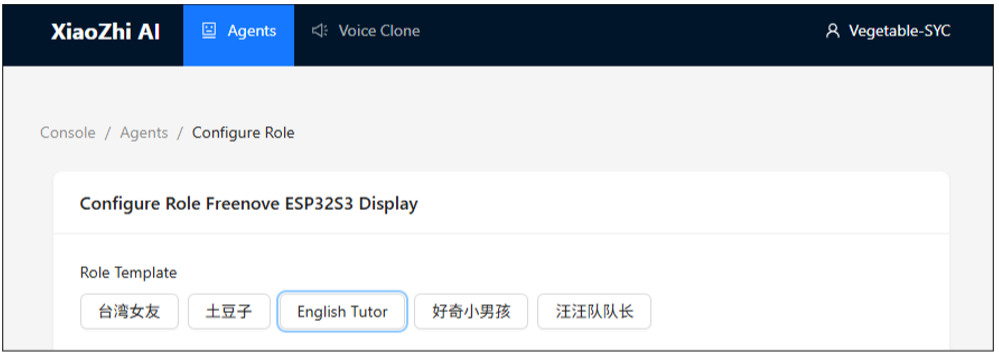 XiaoZhi AI Agents Voice Clone Vegetable-SYC
Console / Agents / Configure Role
Configure Role Freenove ESP32S3 Display
Role Template
台湾女友 土豆子 English Tutor 好奇小男孩 汪汪队队长